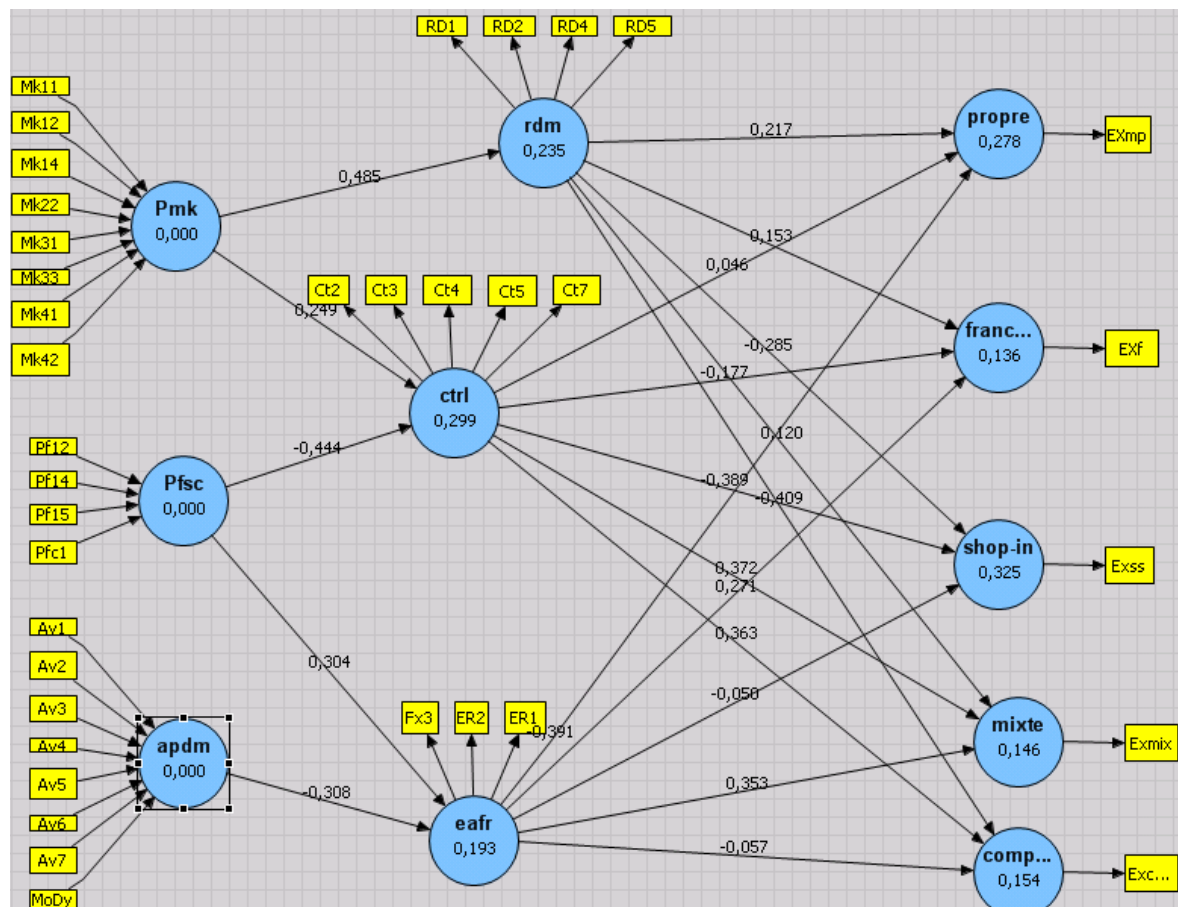 RD1
RD2
RD4
RD5
Mk11
Mk12
Mk14
Mk22
Mk31
Mk33
Mk41
Mk42
Pmk
0,000
rdm
0,235
propre
0,278
EXmp
0,217
0,485
0,153
0,046
Ct2
Ct3
Ct4
Ct5
Ct7
0,249
ctrl
0,299
franc...
0,136
EXf
-0,285
-0,177
Pf12
Pf14
Pf15
Pfc1
Pfsc
0,000
-0,444
0,120
-0,389
-0,409
shop-in
0,325
Exss
0,372
0,271
0,363
0,304
-0,050
Av1
Av2
Av3
Av4
Av5
Av6
Av7
MoDy
apdm
0,000
-0,308
Fx3
ER2
ER1
-0,391
eafr
0,193
0,353
-0,057
mixte
0,146
Exmix
comp...
0,154
Exc...